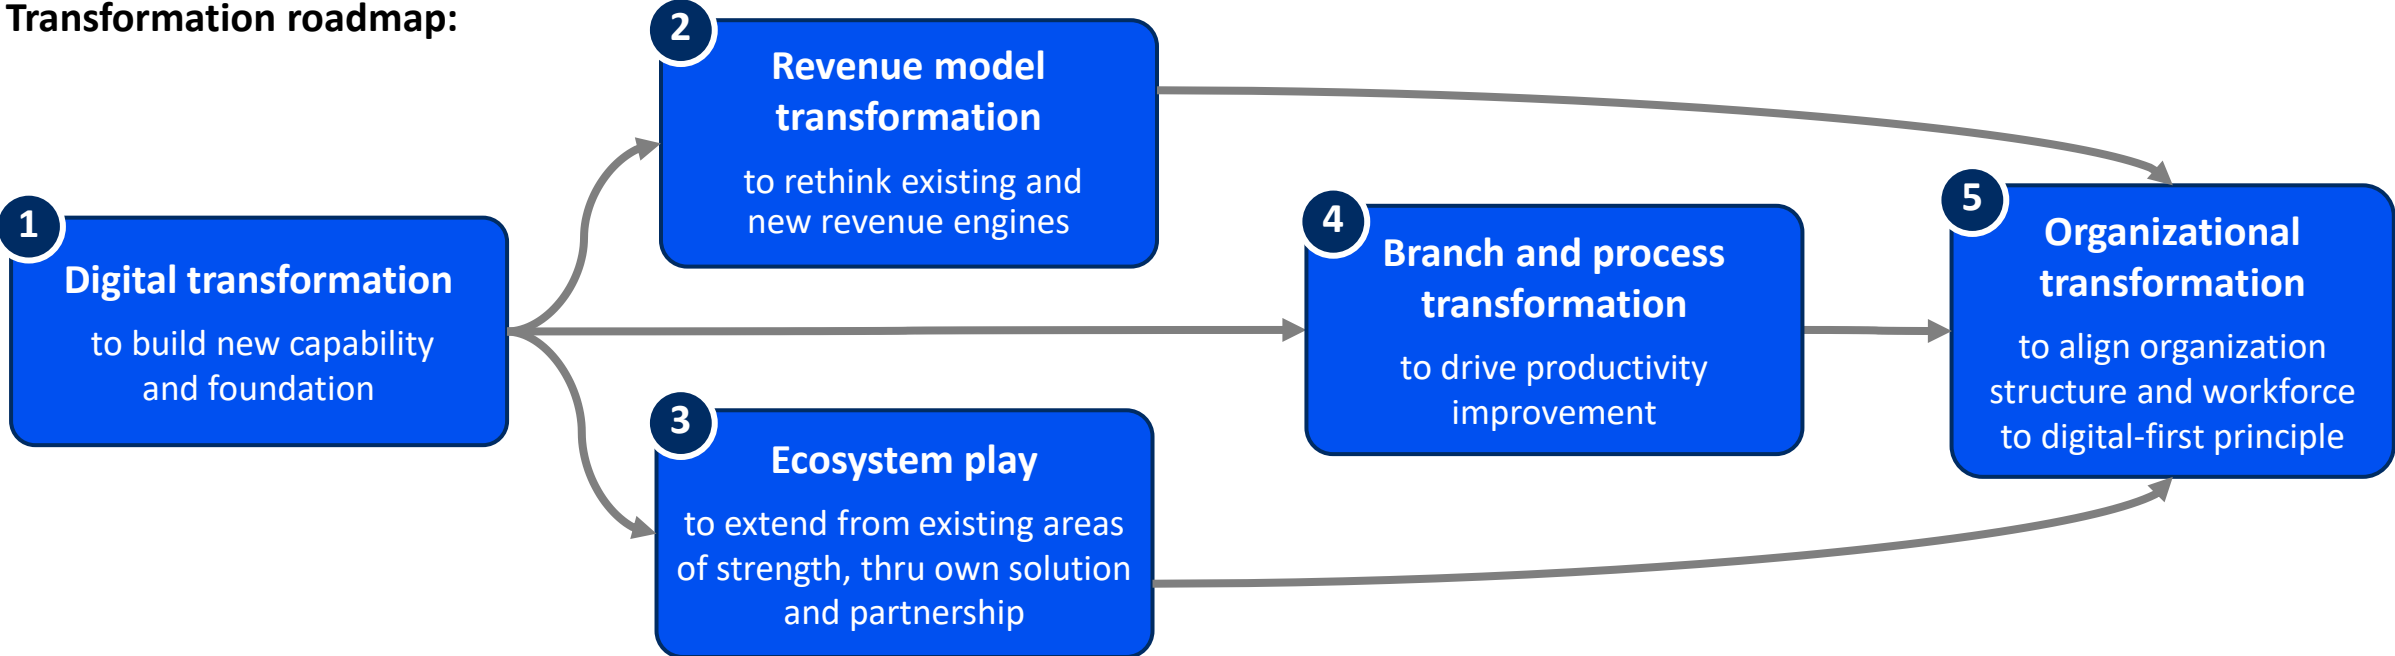 Transformation roadmap:
1
Digital transformation
to build new capability
and foundation
2
Revenue model
transformation
to rethink existing and
new revenue engines
3
Ecosystem play
to extend from existing areas
of strength, thru own solution
and partnership
4
Branch and process
transformation
to drive productivity
improvement
5
Organizational
transformation
to align organization
structure and workforce
to digital-first principle